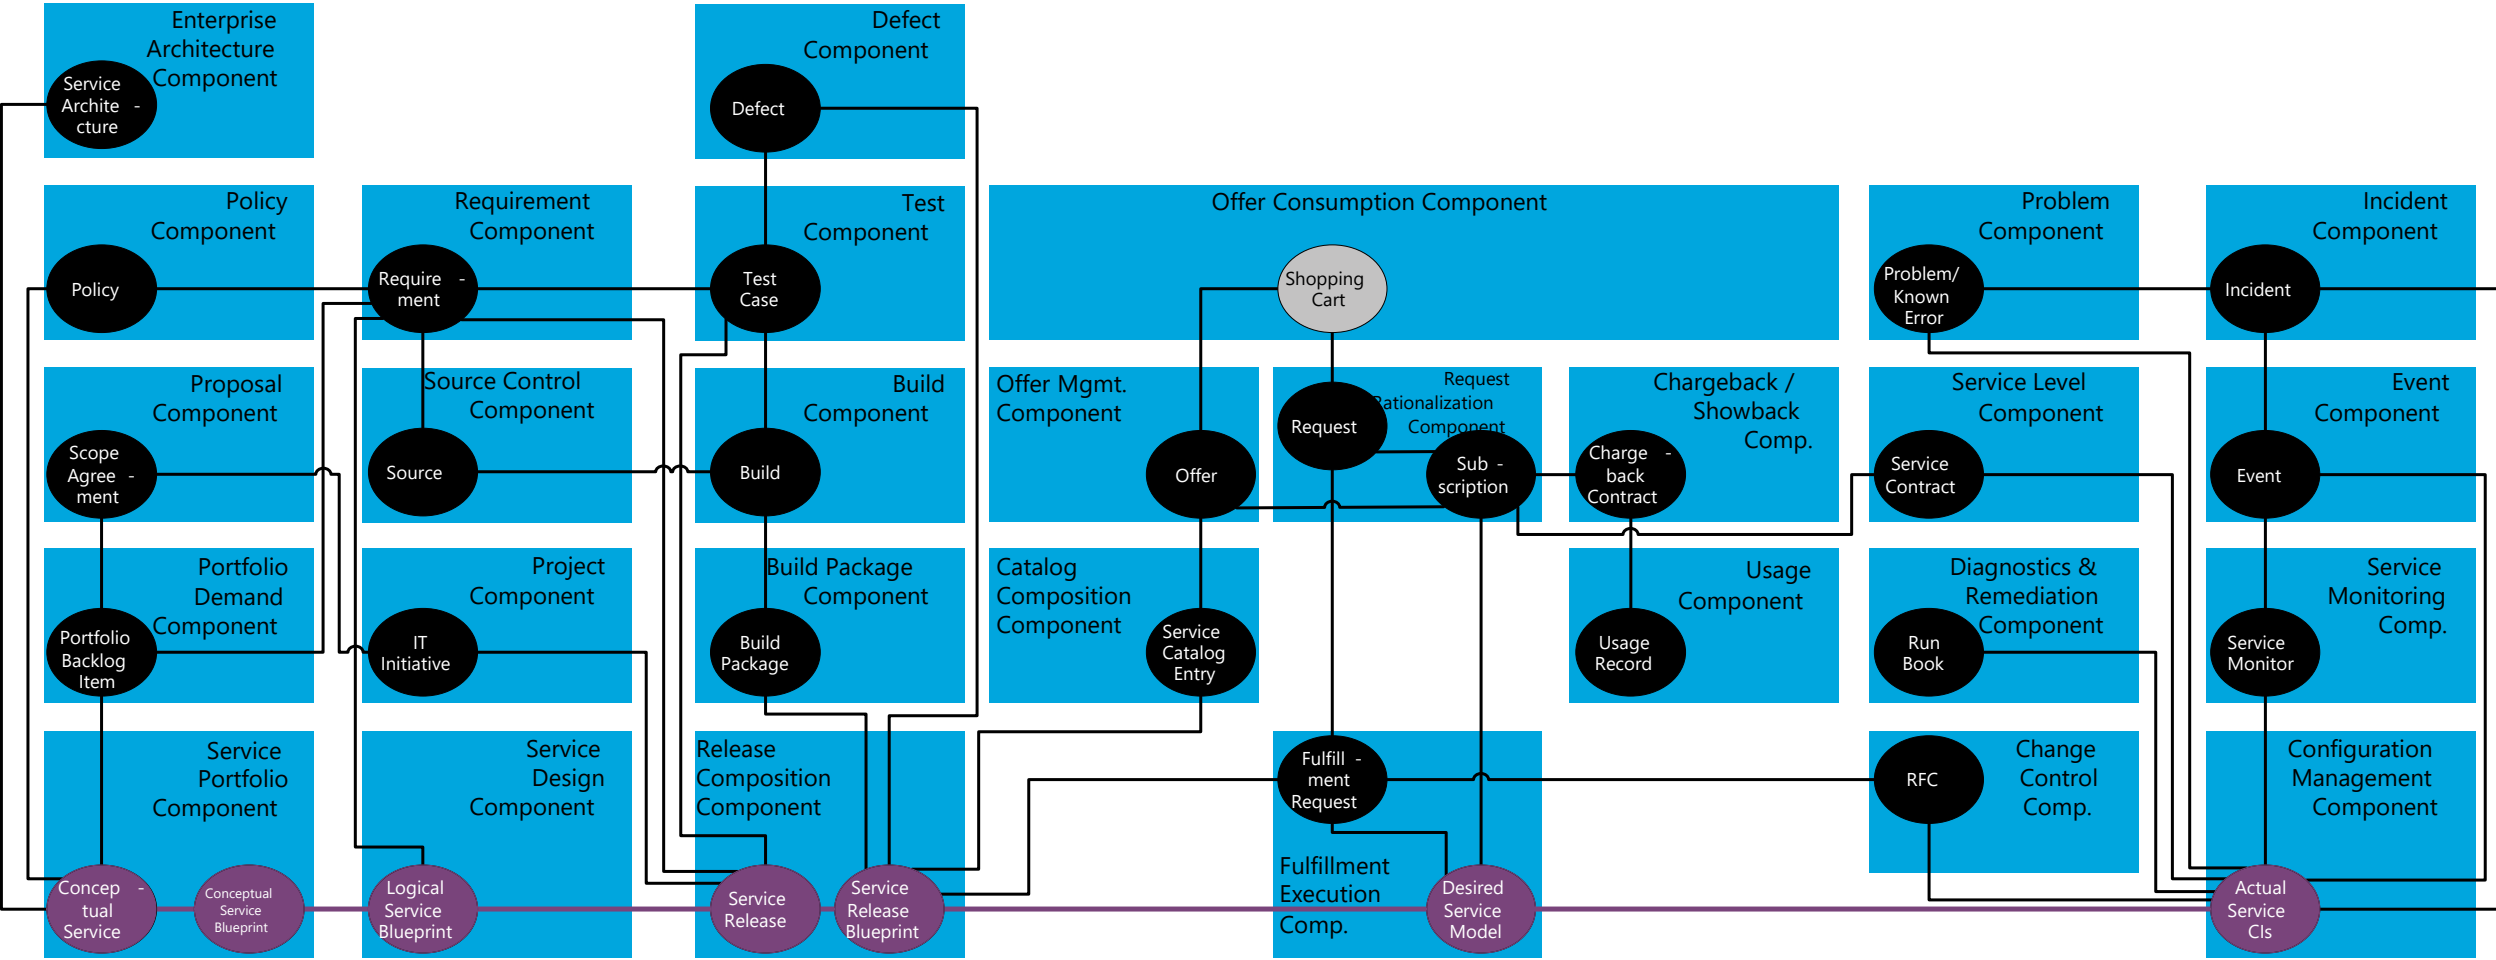 Enterprise
Architecture
Component
Service
Archite -
cture
Defect
Component
Defect
Policy
Component
Policy
Requirement
Component
Require -
ment
Test
Component
Test
Case
Offer Consumption Component
Shopping
Cart
Problem
Component
Problem/
Known
Error
Incident
Component
Incident
Proposal
Component
Scope
Agree -
ment
Source Control
Component
Source
Build
Component
Build
Offer Mgmt.
Component
Offer
Request
Rationalization
Component
Request
Sub -
scription
Chargeback /
Showback
Comp.
Charge -
back
Contract
Service Level
Component
Service
Contract
Event
Component
Event
Portfolio
Demand
Component
Portfolio
Backlog
Item
Project
Component
IT
Initiative
Build Package
Component
Build
Package
Catalog
Composition
Component
Service
Catalog
Entry
Usage
Component
Usage
Record
Diagnostics &
Remediation
Component
Run
Book
Service
Monitoring
Comp.
Service
Monitor
Service
Portfolio
Component
Concep -
tual
Service
Conceptual
Service
Blueprint
Service
Design
Component
Logical
Service
Blueprint
Release
Composition
Component
Service
Release
Service
Release
Blueprint
Fulfill -
ment
Request
Fulfillment
Execution
Comp.
Desired
Service
Model
Change
Control
Comp.
RFC
Configuration
Management
Component
Actual
Service
CIs